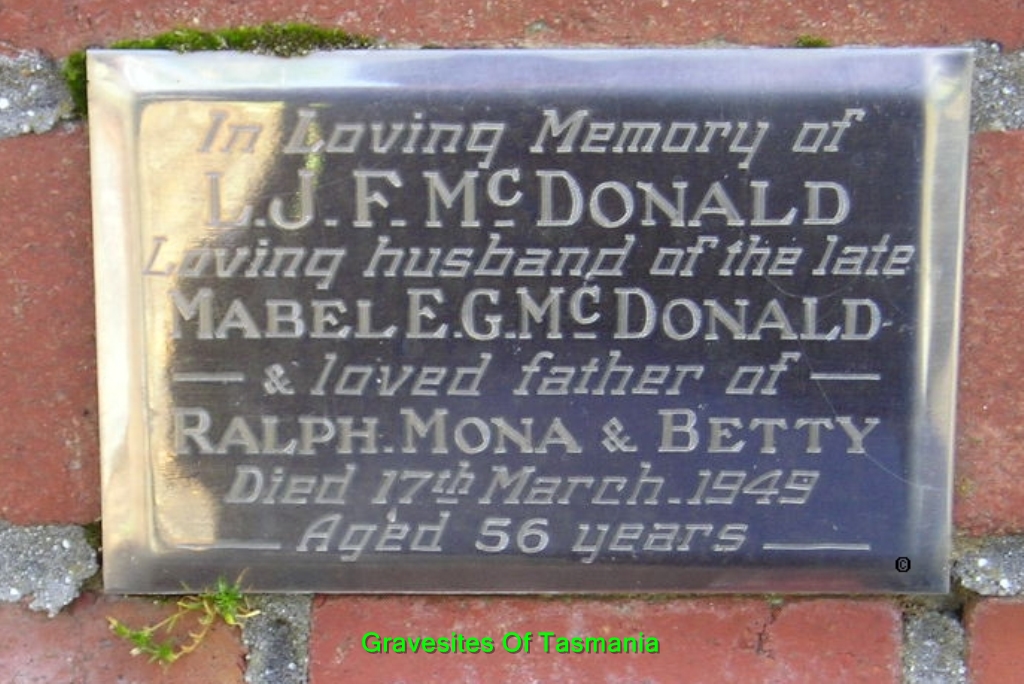 In Loving Memory of
L.J.F. McDONALD
Loving husband of the late
MABEL E.G. McDONALD
— & loved father of —
RALPH. MONA & BETTY
Died 17th March. 1949
— Aged 56 years —
©
Gravesites Of Tasmania